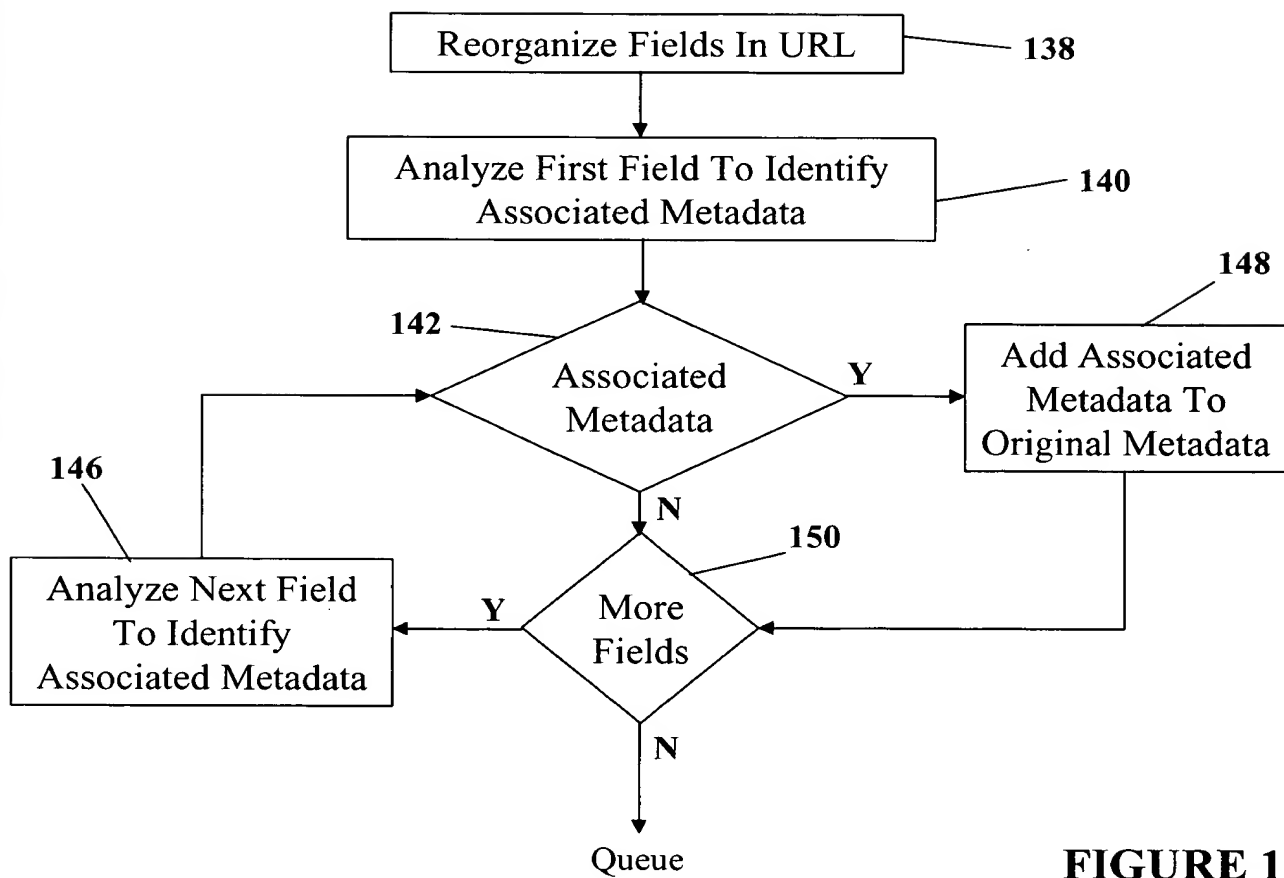 Reorganize Fields In URL
138
Analyze First Field To Identify
Associated Metadata
140
142
Associated
Metadata
Y
148
Add Associated
Metadata To
Original Metadata
N
150
More
Fields
Y
146
Analyze Next Field
To Identify
Associated Metadata
N
Queue
FIGURE 1